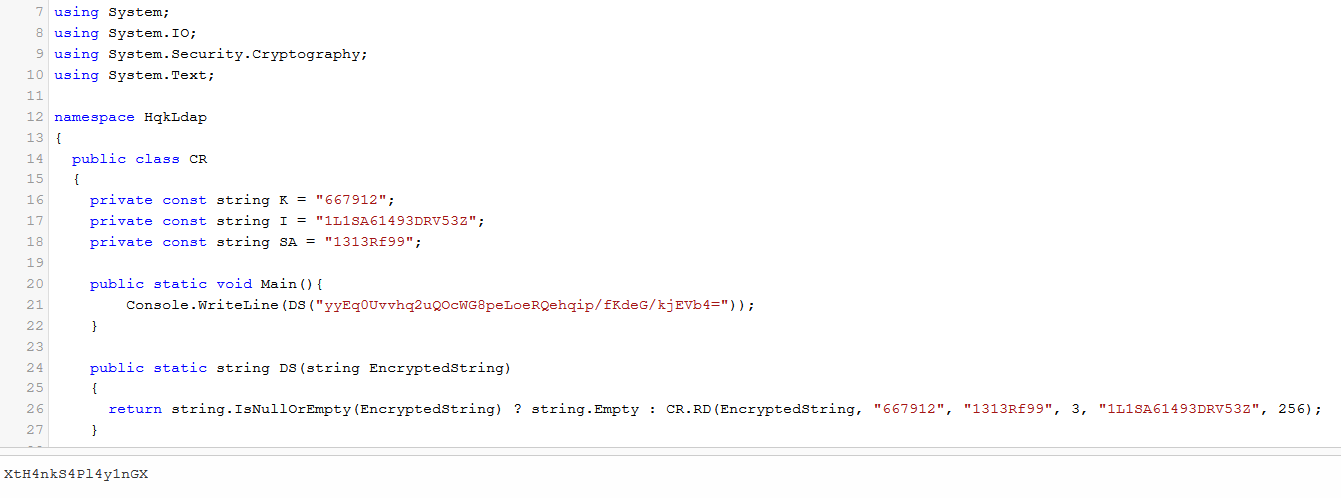 7 using System;
8 using System.IO;
9 using System.Security.Cryptography;
10 using System.Text;
11
12 namespace HqkLdap
13 {
14 public class CR
15 {
16 private const string K = "667912";
17 private const string I = "1L1SA61493DRV53Z";
18 private const string SA = "1313Rf99";
19
20 public static void Main(){
21 Console.WriteLine(DS("yyEq0Uvvhq2uQOcWG8peLoeRQehqip/fKdeG/kjEVb4="));
22 }
23
24 public static string DS(string EncryptedString)
25 {
26 return string.IsNullOrEmpty(EncryptedString) ? string.Empty : CR.RD(EncryptedString, "667912", "1313Rf99", 3, "1L1SA61493DRV53Z", 256);
27 }
XtH4nkS4Pl4y1nGX